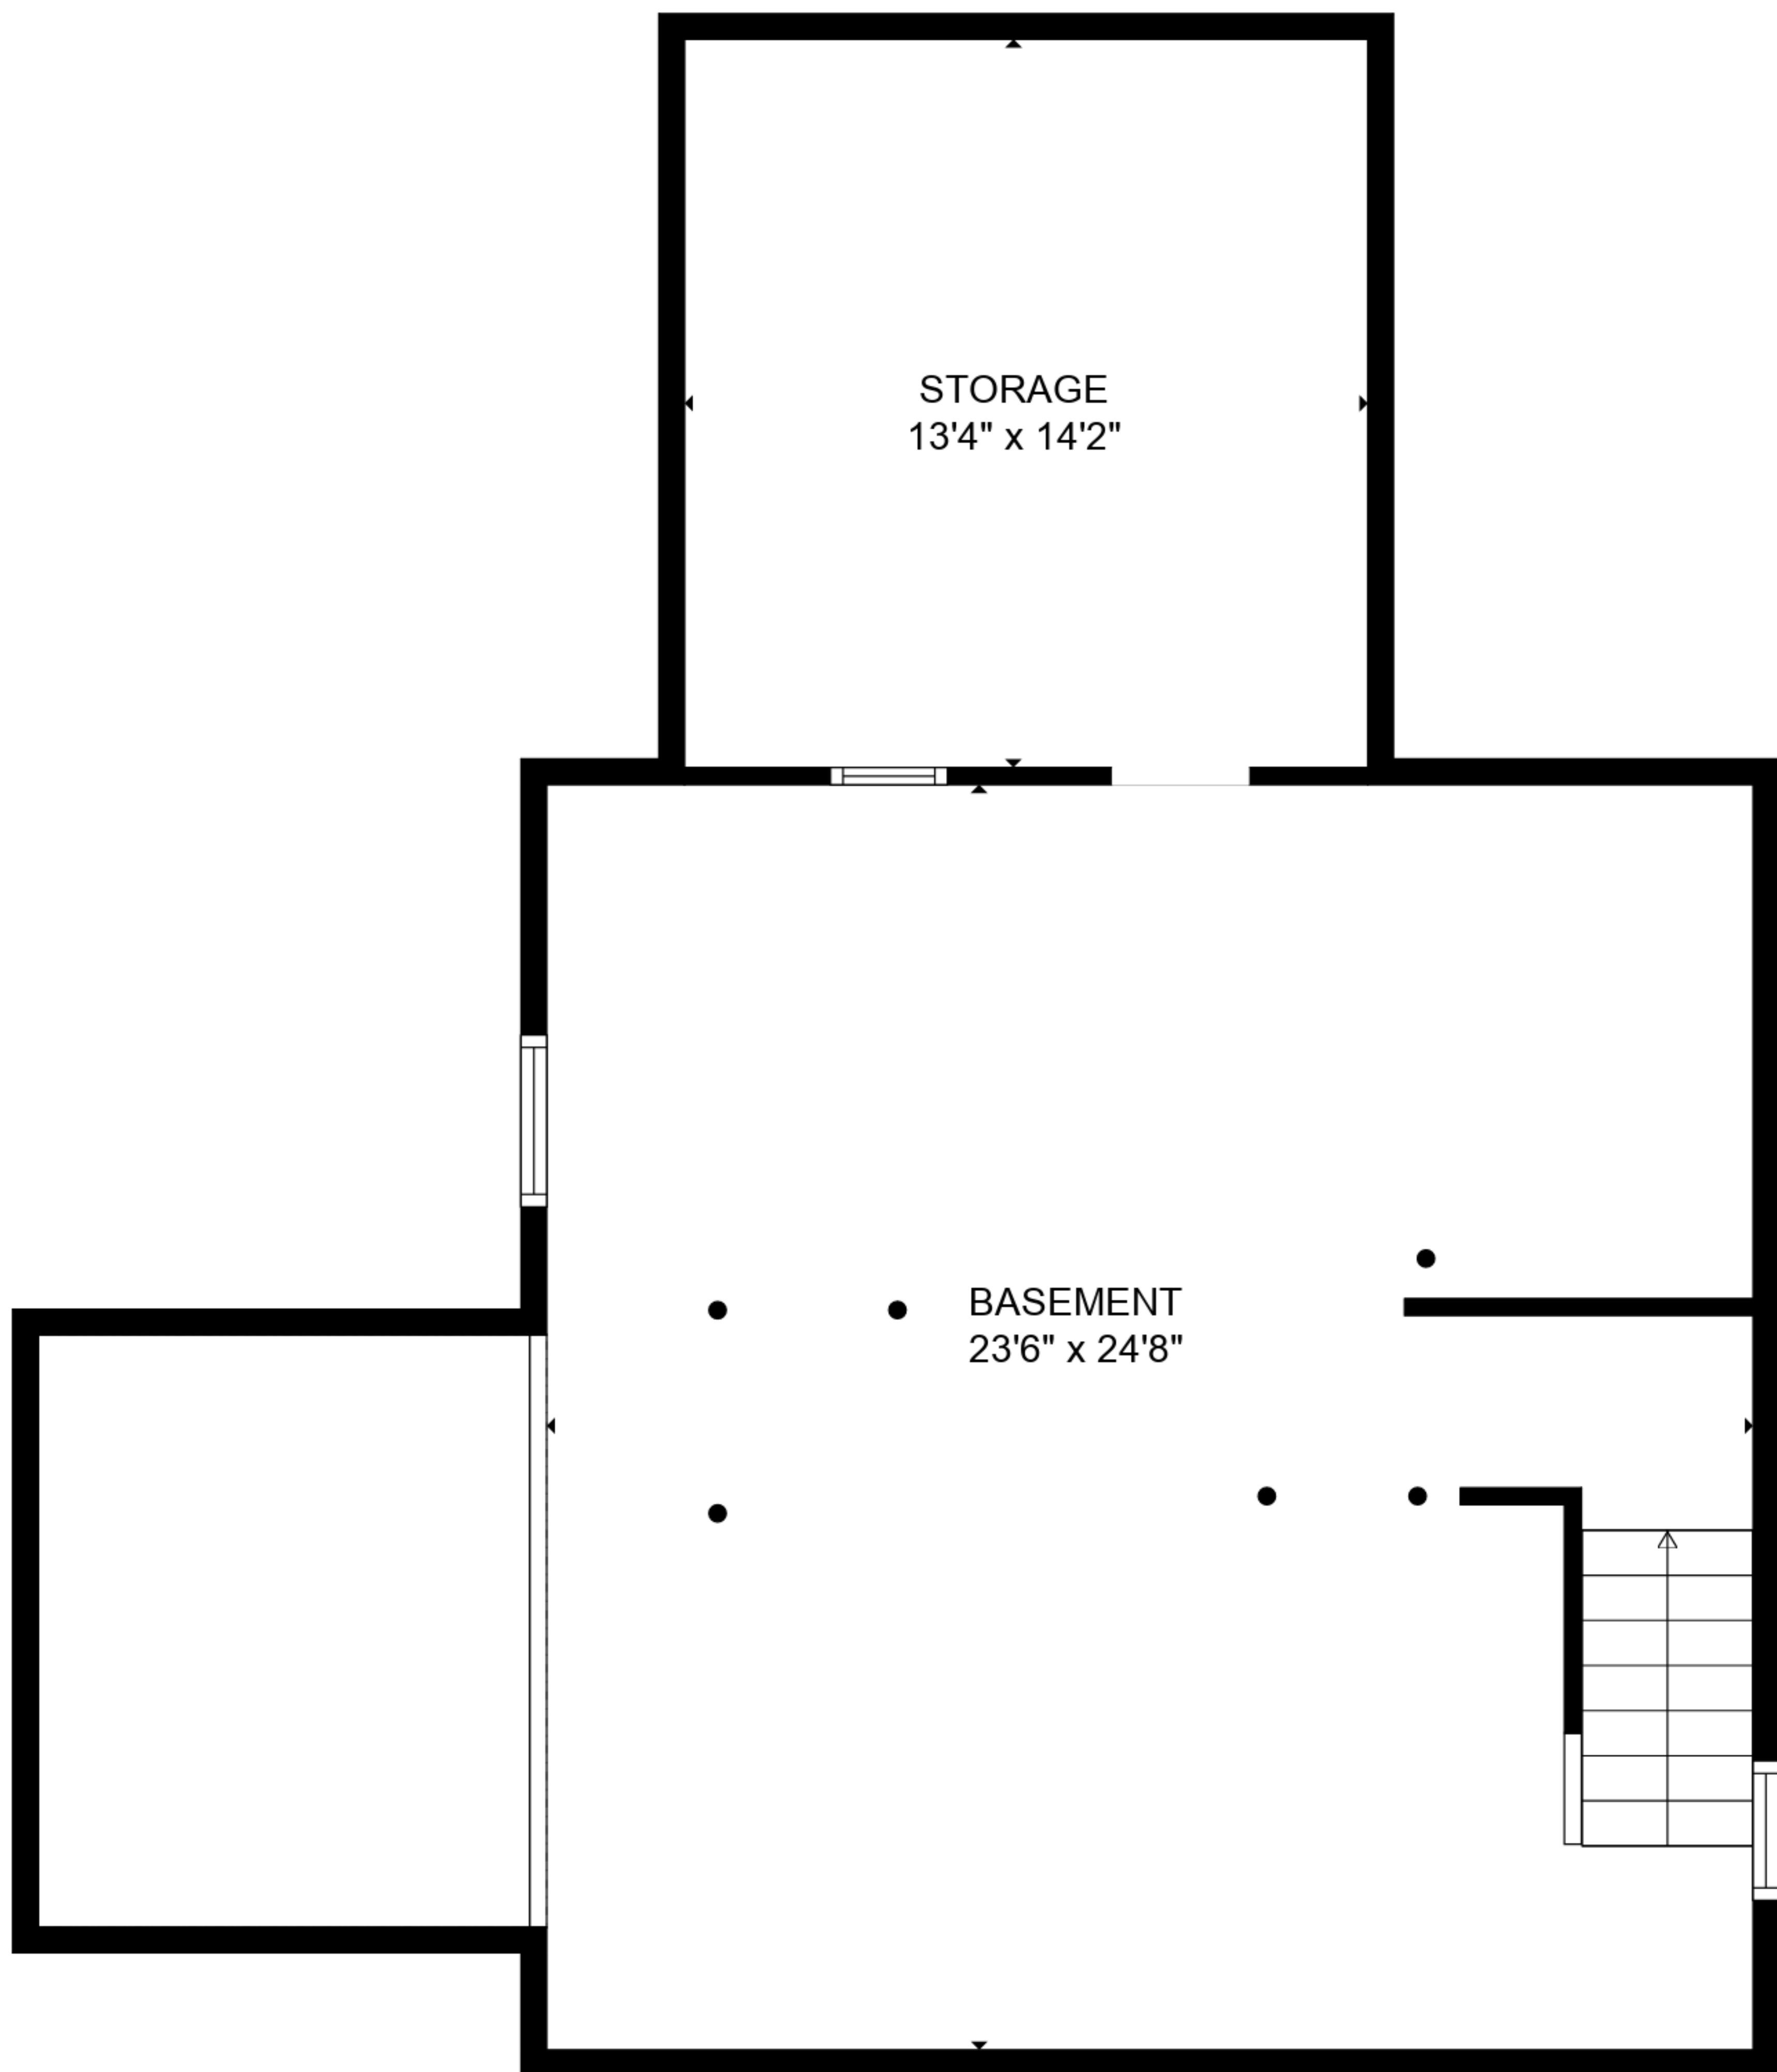 STORAGE
13'4" x 14'2"
BASEMENT
23'6" x 24'8"